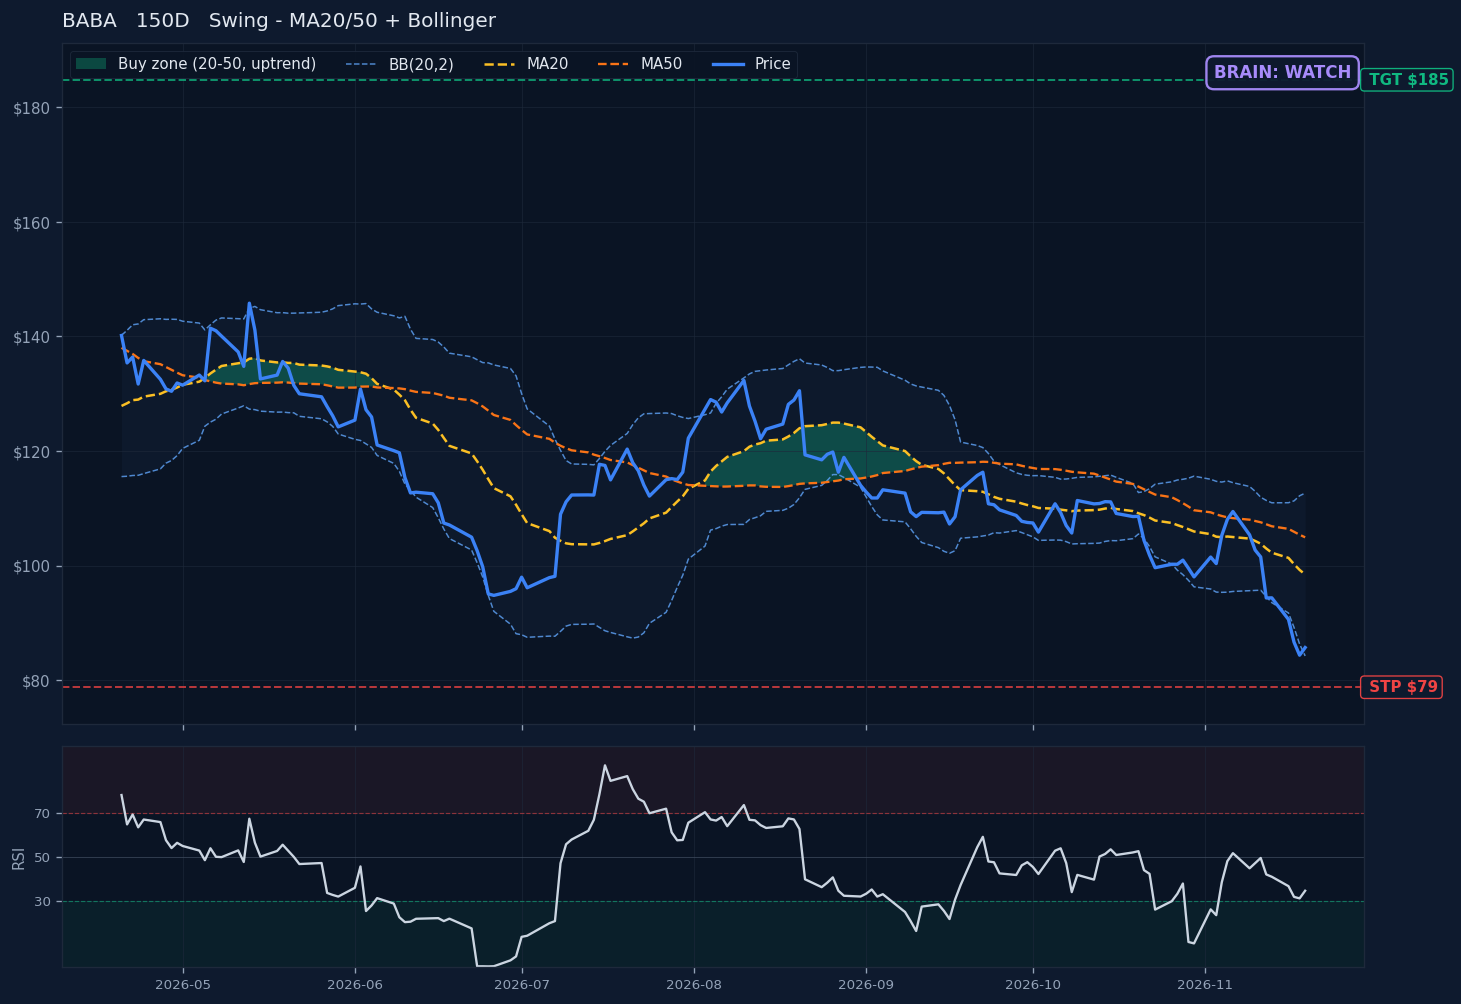 BABA   150D   Swing - MA20/50 + Bollinger
Buy zone (20-50, uptrend)   BB(20,2)   MA20   MA50   Price
BRAIN: WATCH
TGT $185
$180
$160
$140
$120
$100
$80
STP $79
RSI
70
50
30
2026-05   2026-06   2026-07   2026-08   2026-09   2026-10   2026-11